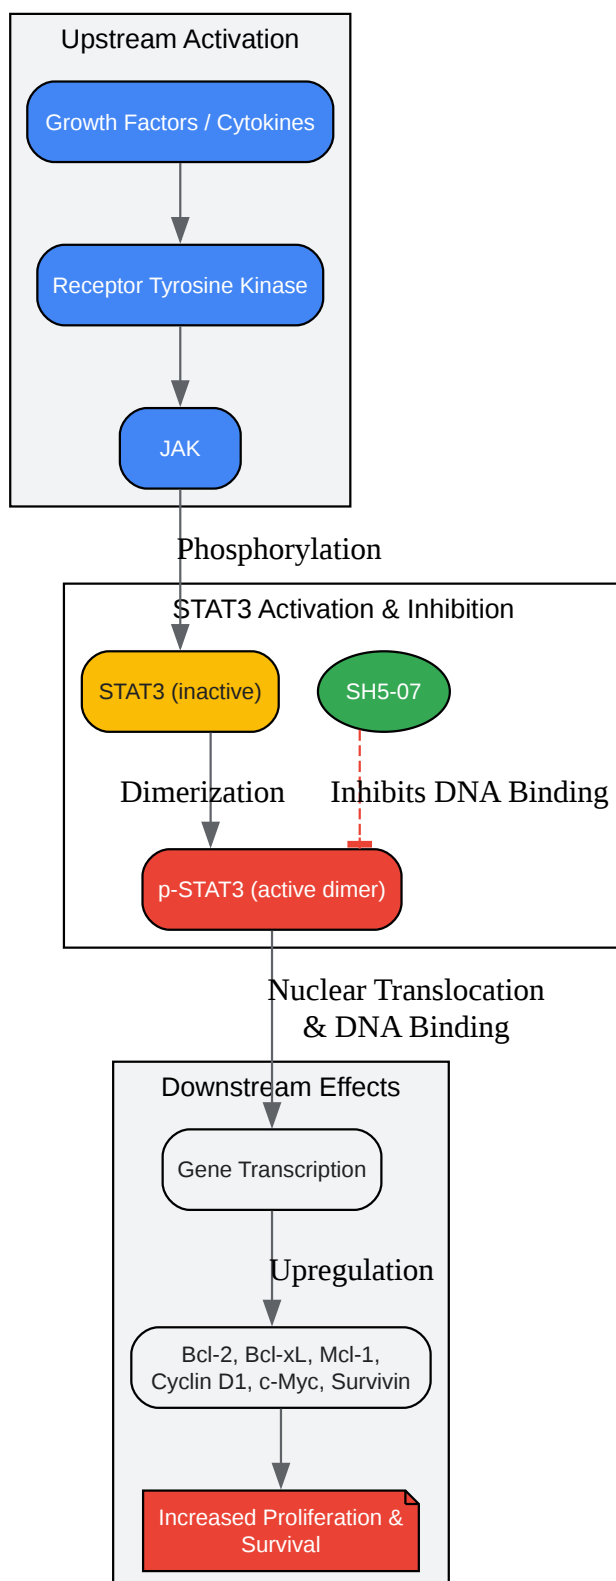 Upstream Activation
Growth Factors / Cytokines
Receptor Tyrosine Kinase
JAK
Phosphorylation
STAT3 Activation & Inhibition
STAT3 (inactive)
SH5-07
Dimerization
Inhibits DNA Binding
p-STAT3 (active dimer)
Nuclear Translocation
& DNA Binding
Downstream Effects
Gene Transcription
Upregulation
Bcl-2, Bcl-xL, Mcl-1,
Cyclin D1, c-Myc, Survivin
Increased Proliferation &
Survival